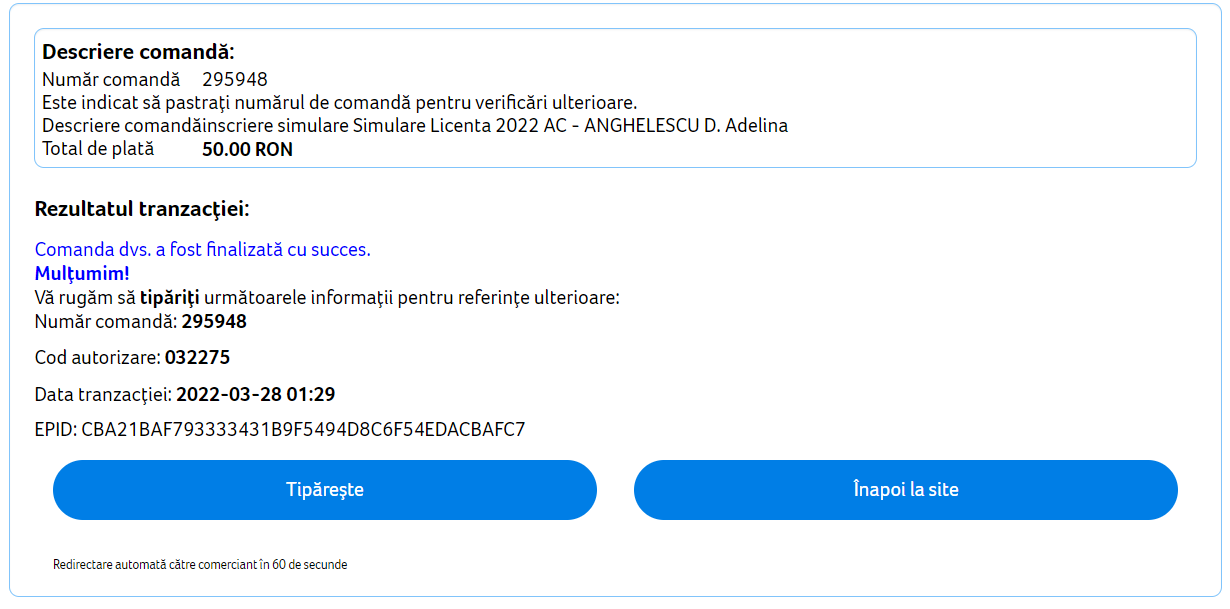 Descriere comandă:
Număr comandă 295948
Este indicat să pastrați numărul de comandă pentru verificări ulterioare.
Descriere comandăinscriere simulare Simulare Licenta 2022 AC - ANGHELESCU D. Adelina
Total de plată 50.00 RON
Rezultatul tranzacţiei:
Comanda dvs. a fost finalizată cu succes.
Mulţumim!
Vă rugăm să tipăriţi următoarele informaţii pentru referinţe ulterioare:
Număr comandă: 295948
Cod autorizare: 032275
Data tranzacţiei: 2022-03-28 01:29
EPID: CBA21BAF793333431B9F5494D8C6F54EDACBAFC7
Tipăreşte
Înapoi la site
Redirectare automată către comerciant în 60 de secunde